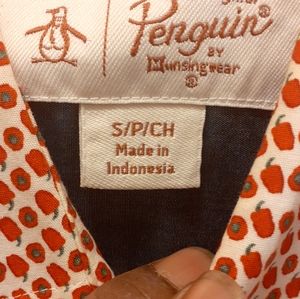 Penguin®
BY
Munsingwear
®
S/P/CH
Made in
Indonesia